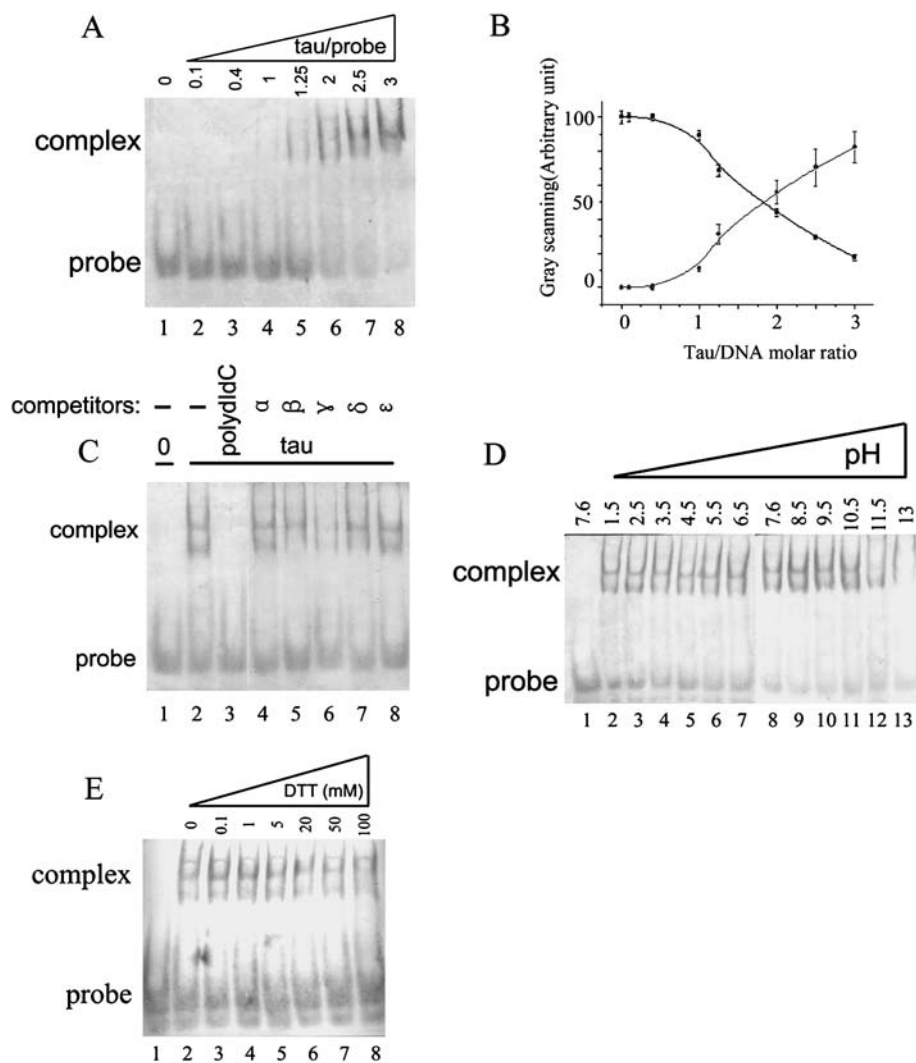 A
tau/probe
0 0.1 0.4 1 1.25 2 2.5 3
complex
probe
1 2 3 4 5 6 7 8
B
Gray scanning(Arbitrary unit)
100
50
0
0 1 2 3
Tau/DNA molar ratio
competitors: – – polydIdC α β γ δ ε
C
0 tau
complex
probe
1 2 3 4 5 6 7 8
D
pH
7.6 1.5 2.5 3.5 4.5 5.5 6.5 7.6 8.5 9.5 10.5 11.5 13
complex
probe
1 2 3 4 5 6 7 8 9 10 11 12 13
E
DTT (mM)
0 0.1 1 5 20 50 100
complex
probe
1 2 3 4 5 6 7 8